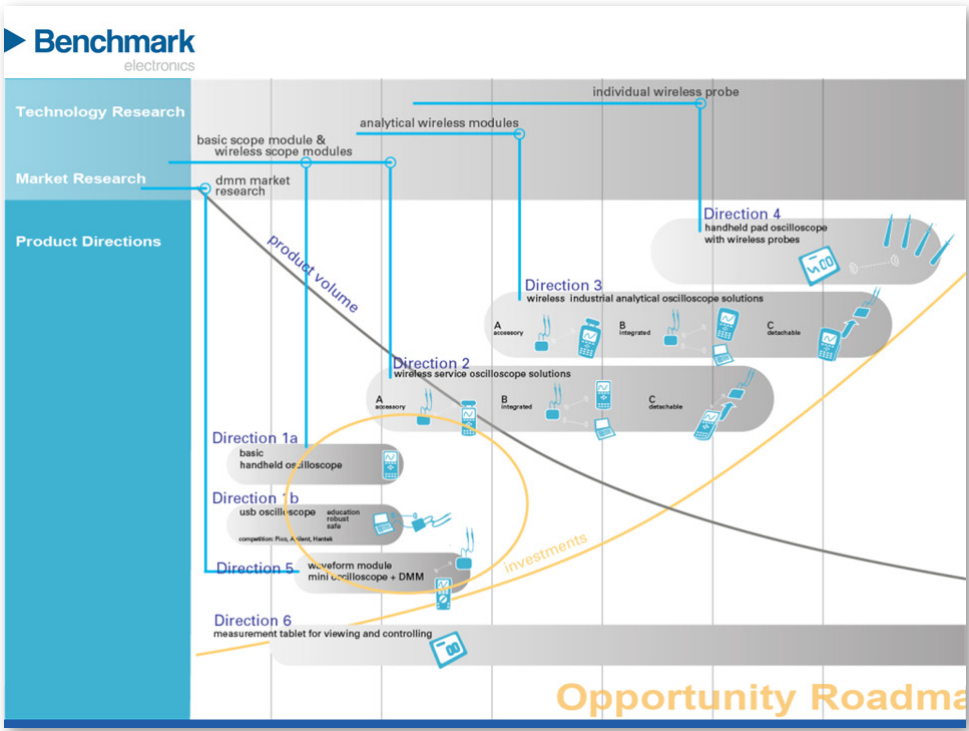 Benchmark
electronics
Technology Research
Market Research
Product Directions
individual wireless probe
analytical wireless modules
basic scope module &
wireless scope modules
dmm market
research
product volume
Direction 4
handheld pad oscilloscope
with wireless probes
Direction 3
wireless industrial analytical oscilloscope solutions
A
accessory
B
integrated
C
detachable
Direction 2
wireless service oscilloscope solutions
A
accessory
B
integrated
C
detachable
Direction 1a
basic
handheld oscilloscope
Direction 1b
usb oscilloscope
education
robust
safe
competition: Pico, Agilent, Hantek
Direction 5
waveform module
mini oscilloscope + DMM
investments
Direction 6
measurement tablet for viewing and controlling
Opportunity Roadma